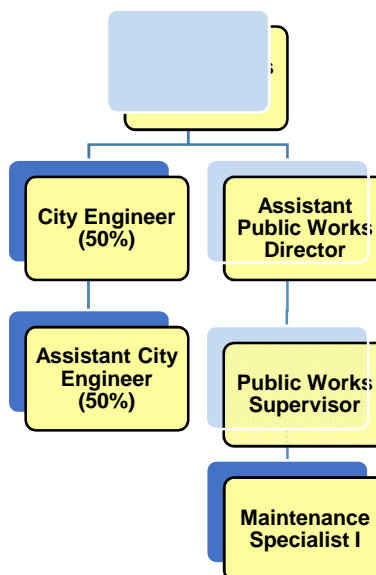 City Engineer
(50%)
Assistant
Public Works
Director
Assistant City
Engineer
(50%)
Public Works
Supervisor
Maintenance
Specialist I